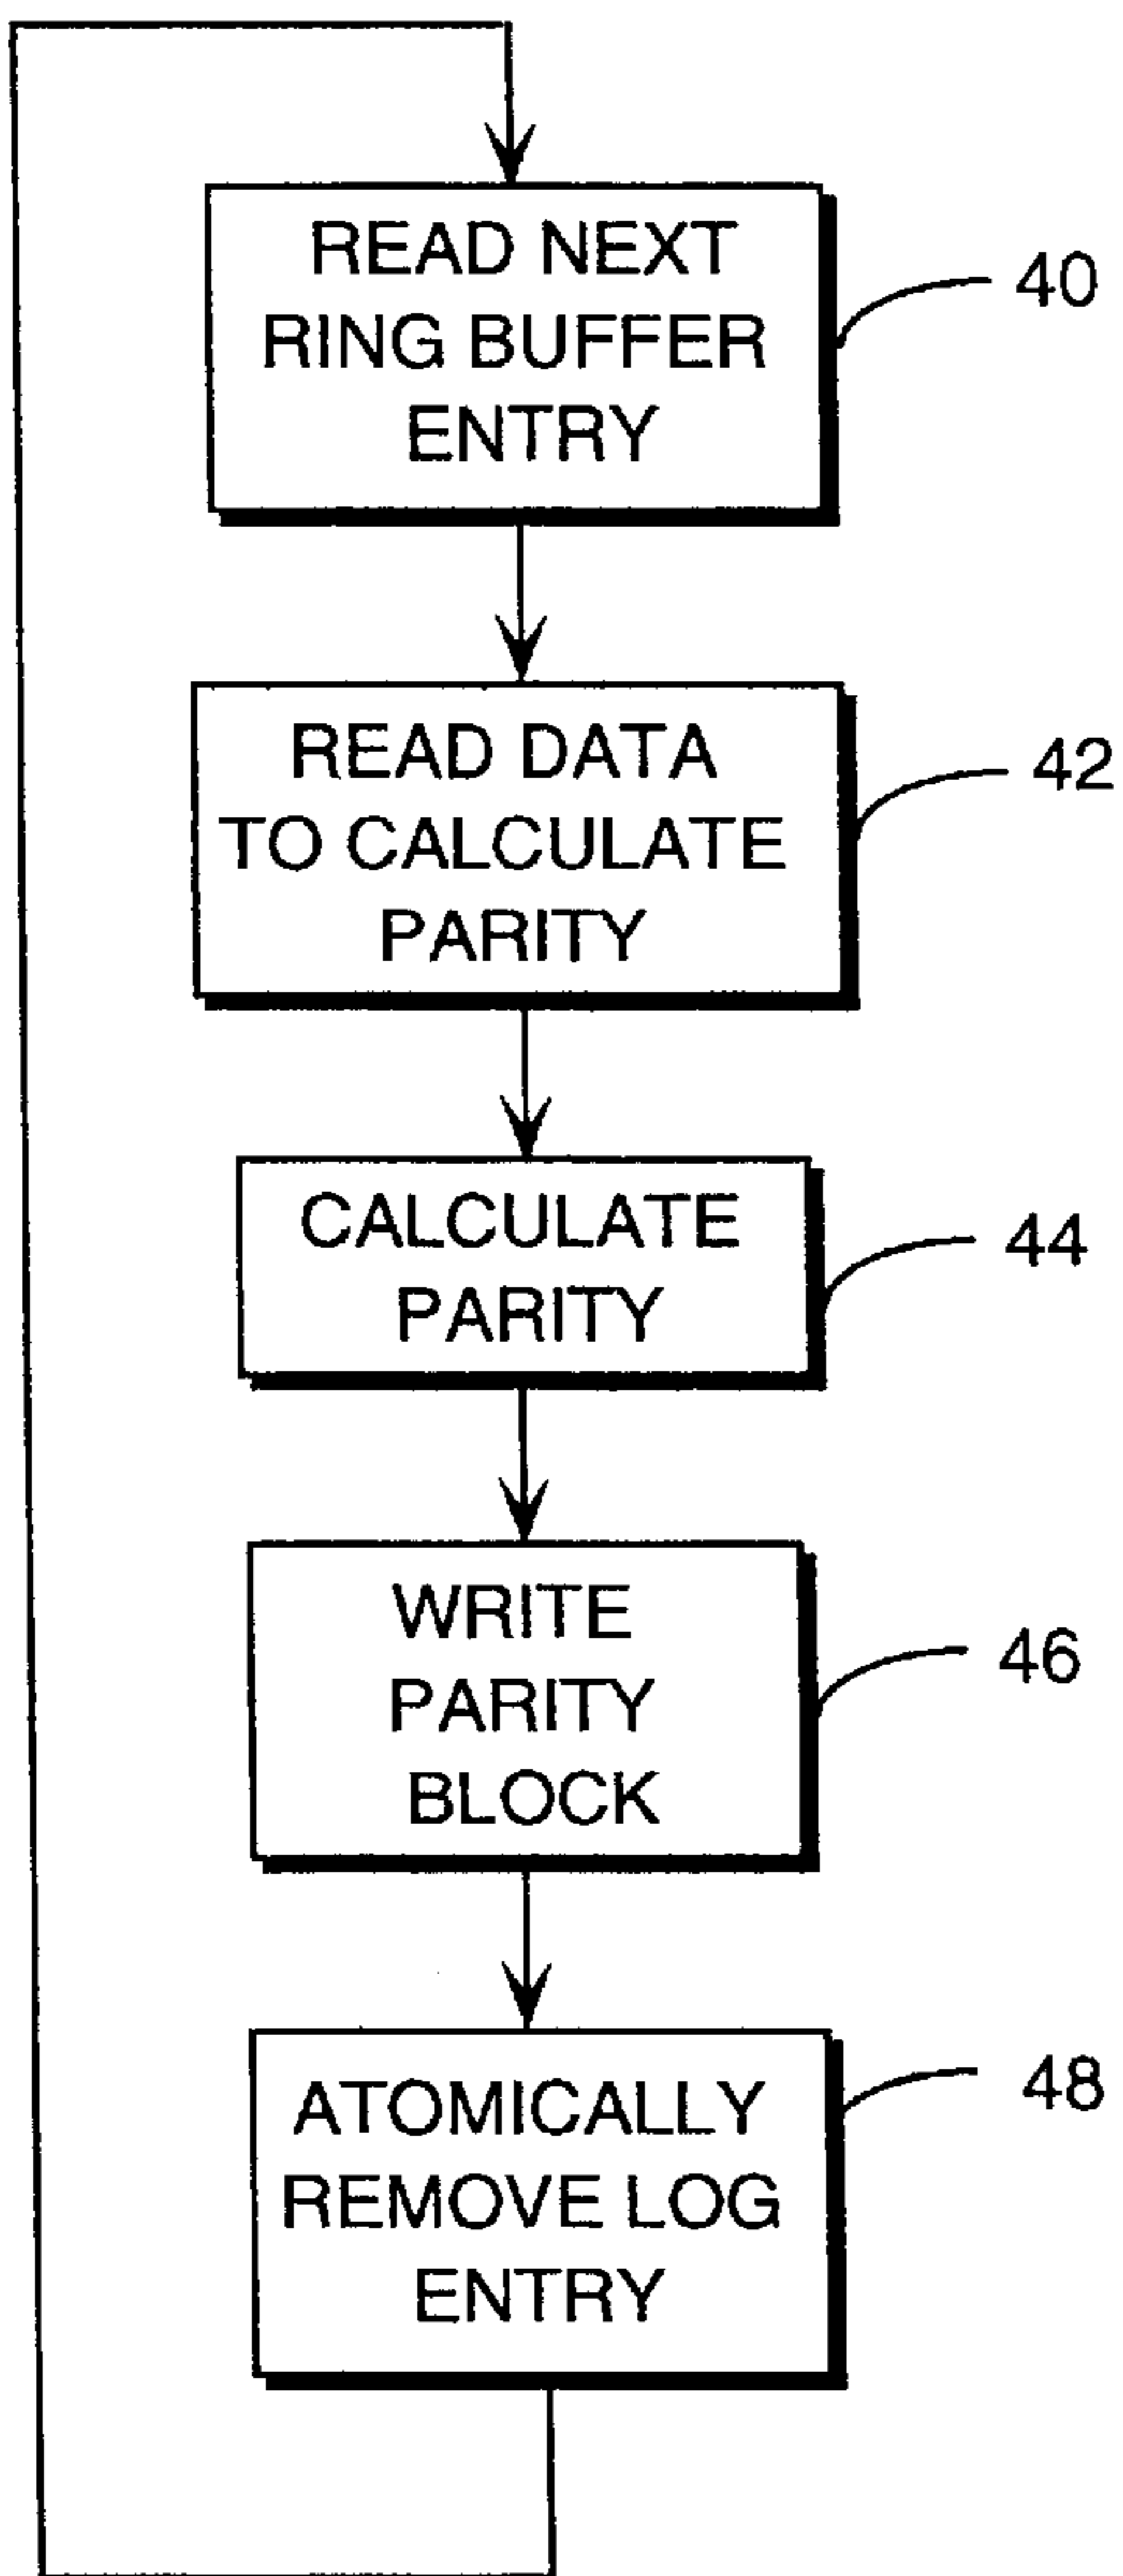 READ NEXT
RING BUFFER
ENTRY
40
READ DATA
TO CALCULATE
PARITY
42
CALCULATE
PARITY
44
WRITE
PARITY
BLOCK
46
ATOMICALLY
REMOVE LOG
ENTRY
48